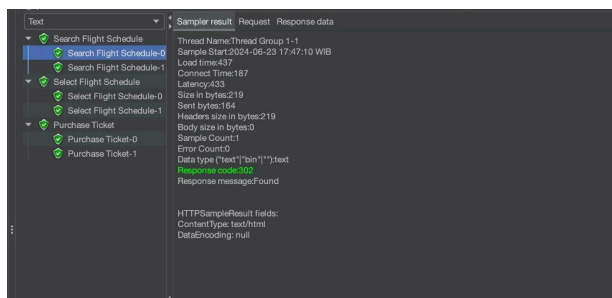 Text
Search Flight Schedule
Search Flight Schedule-0
Search Flight Schedule-1
Select Flight Schedule
Select Flight Schedule-0
Select Flight Schedule-1
Purchase Ticket
Purchase Ticket-0
Purchase Ticket-1
Sampler result Request Response data
Thread Name:Thread Group 1-1
Sample Start:2024-06-23 17:47:10 WIB
Load time:437
Connect Time:187
Latency:433
Size in bytes:219
Sent bytes:164
Headers size in bytes:219
Body size in bytes:0
Sample Count:1
Error Count:0
Data type ("text"|"bin"|""):text
Response code:302
Response message:Found
HTTPSampleResult fields:
ContentType: text/html
DataEncoding: null